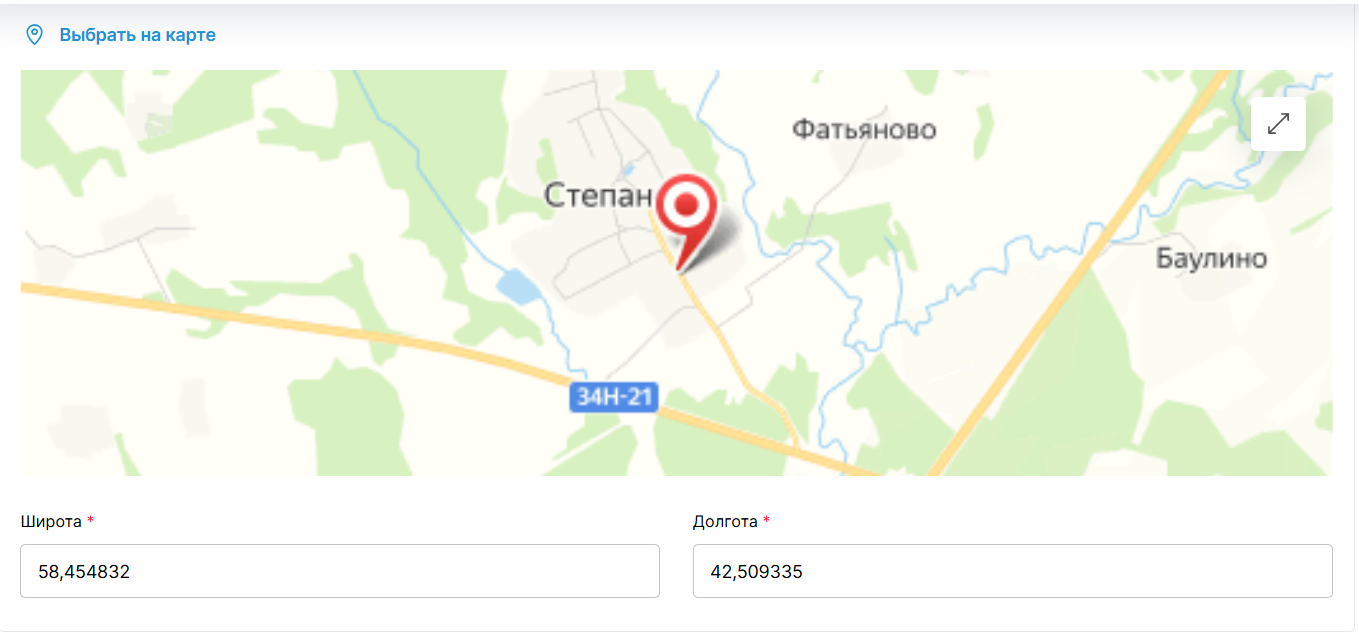 Выбрать на карте
Фатьяново
Степан
Баулино
34Н-21
Широта *
Долгота *
58,454832
42,509335